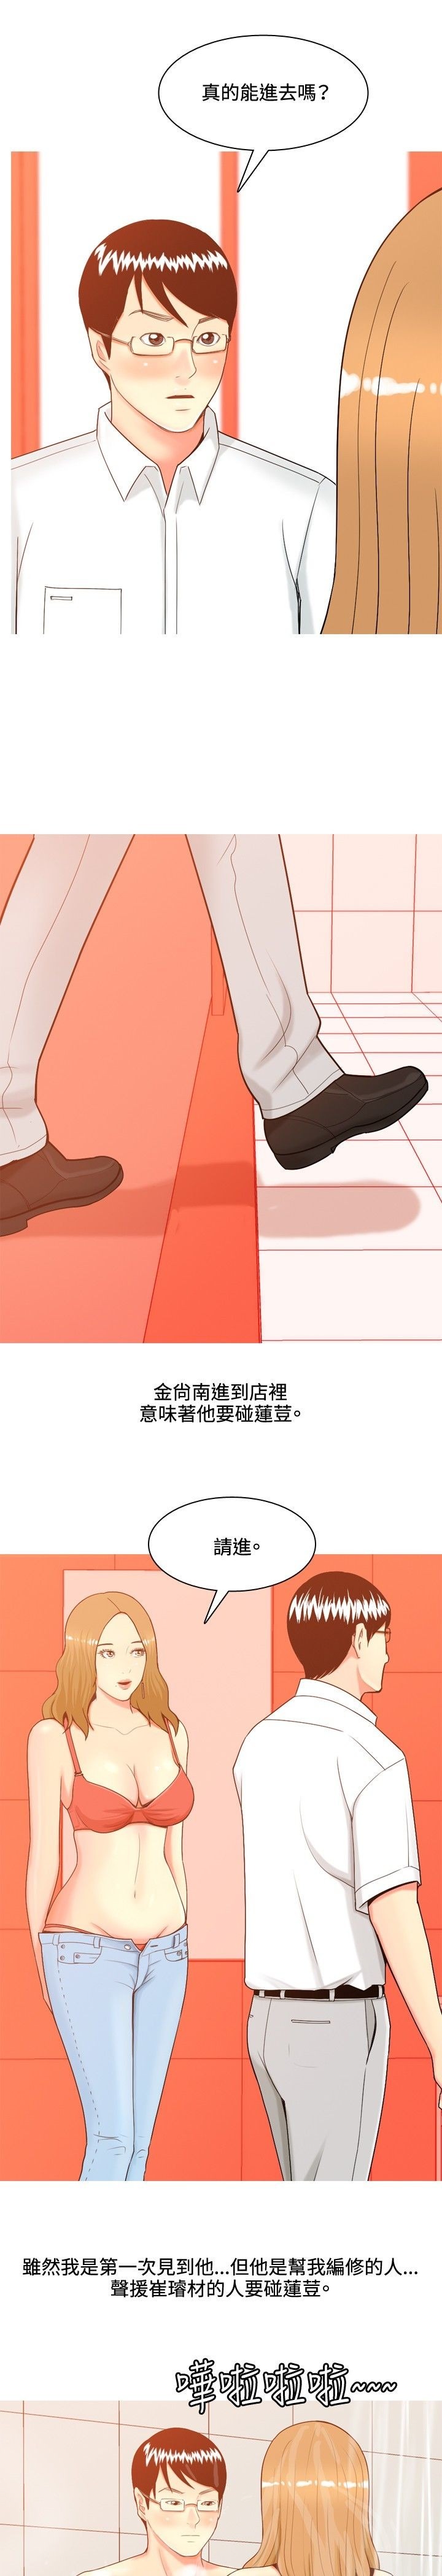 真的能進去嗎？
金尙南進到店裡
意味著他要碰蓮荳。
請進。
雖然我是第一次見到他...但他是幫我編修的人...
聲援崔璿材的人要碰蓮荳。
嘩啦啦啦~~~